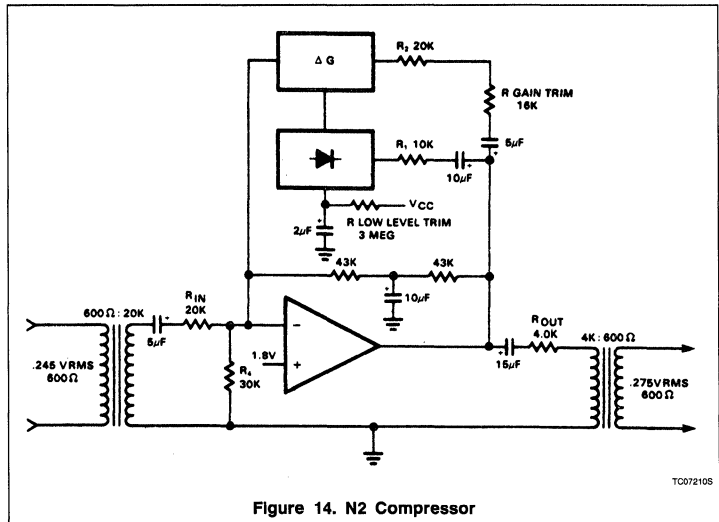 Δ G
R₂ 20K
R GAIN TRIM
16K
5μF
+
R₁ 10K
10μF
+
VCC
R LOW LEVEL TRIM
3 MEG
+
2μF
43K
43K
+
10μF
600Ω : 20K
+
5μF
RIN
20K
−
1.8V
+
R₄
30K
.245 VRMS
600Ω
+
15μF
ROUT
4.0K
4K : 600Ω
.275VRMS
600Ω
TC07210S
Figure 14. N2 Compressor